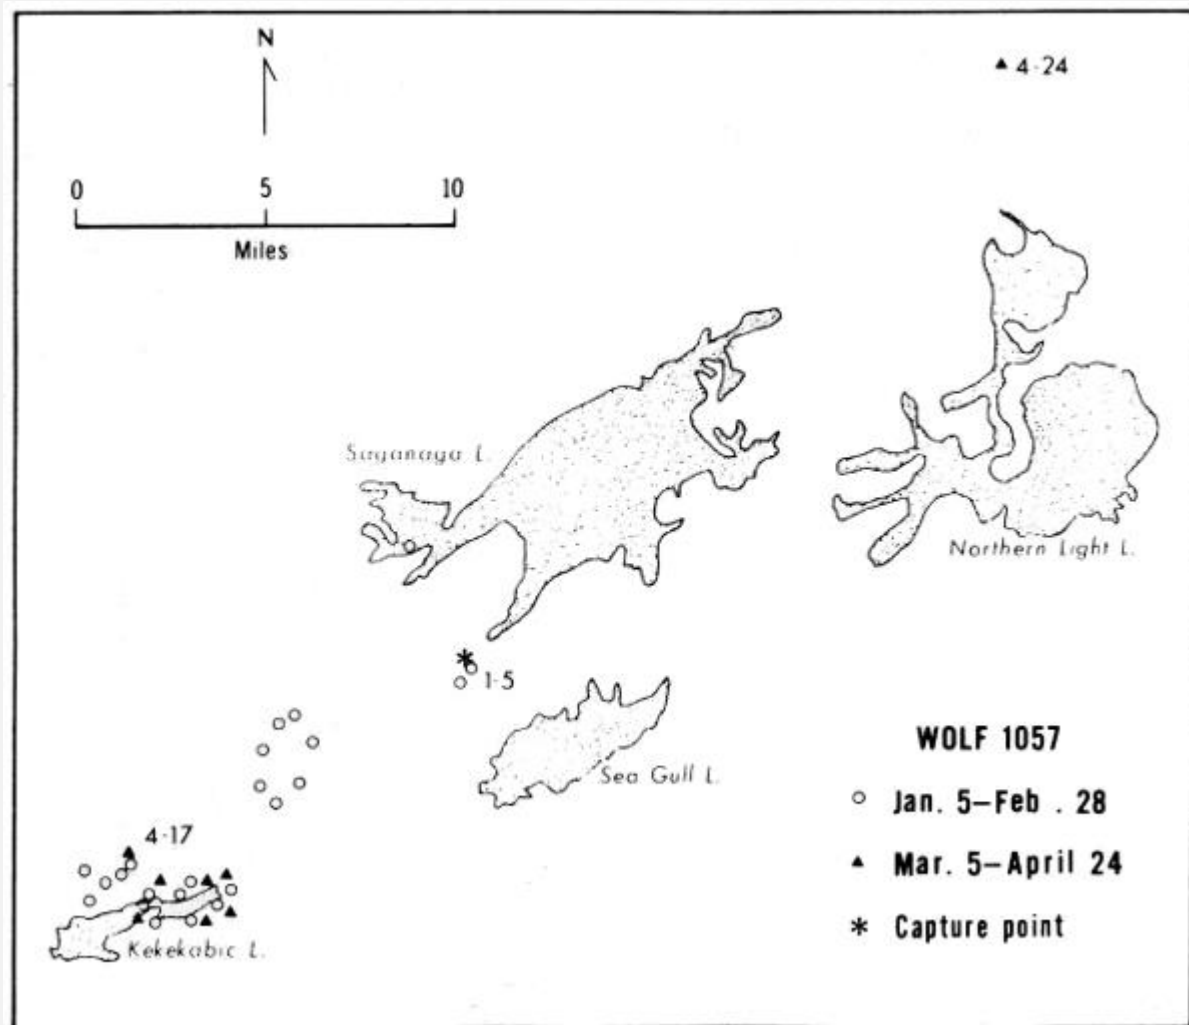 N
4-24
0 5 10
Miles
Saganaga L.
Northern Light L.
1-5
Sea Gull L.
4-17
Kekekabic L.
WOLF 1057
Jan. 5–Feb . 28
Mar. 5–April 24
Capture point